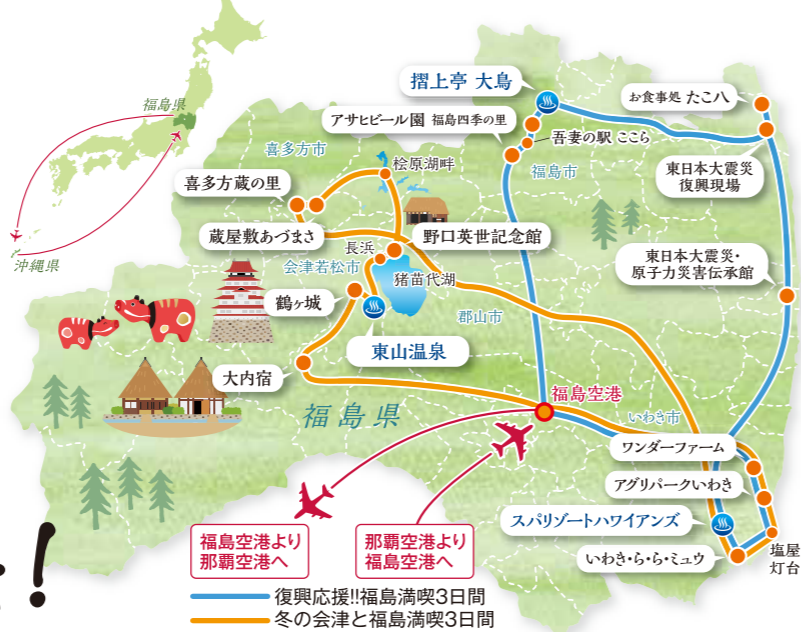 福島県
沖縄県
摺上亭 大鳥
お食事処 たこ八
アサヒビール園 福島四季の里
吾妻の駅 ここら
喜多方市
桧原湖畔
福島市
東日本大震災
復興現場
喜多方蔵の里
蔵屋敷あづまさ
長浜
野口英世記念館
会津若松市
猪苗代湖
東日本大震災・
原子力災害伝承館
鶴ヶ城
郡山市
東山温泉
大内宿
福島県
福島空港
いわき市
ワンダーファーム
アグリパークいわき
スパリゾートハワイアンズ
いわき・ら・ら・ミュウ
塩屋
灯台
福島空港より
那覇空港へ
那覇空港より
福島空港へ
!
復興応援!!福島満喫3日間
冬の会津と福島満喫3日間